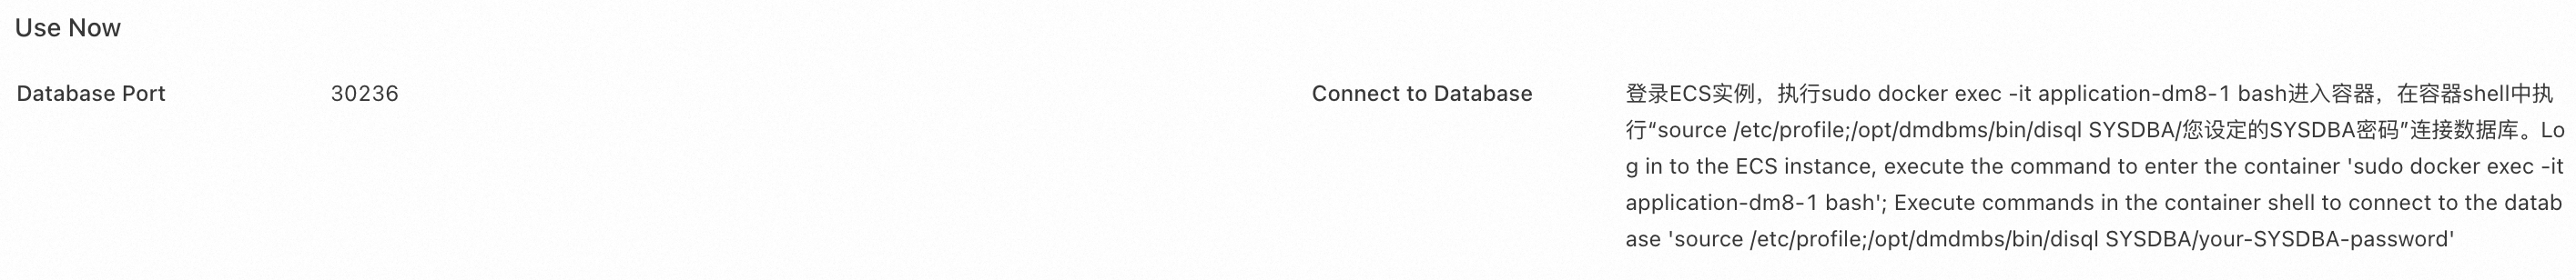 Use Now
Database Port 30236 Connect to Database 登录ECS实例，执行sudo docker exec -it application-dm8-1 bash进入容器，在容器shell中执
行“source /etc/profile;/opt/dmdbms/bin/disql SYSDBA/您设定的SYSDBA密码”连接数据库。Lo
g in to the ECS instance, execute the command to enter the container 'sudo docker exec -it
application-dm8-1 bash'; Execute commands in the container shell to connect to the datab
ase 'source /etc/profile;/opt/dmdmbs/bin/disql SYSDBA/your-SYSDBA-password'